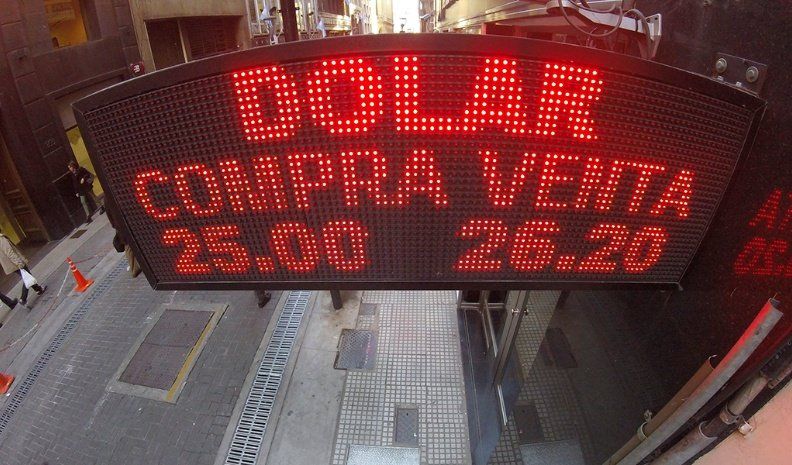 DOLAR
COMPRA VENTA
25.00 26.20